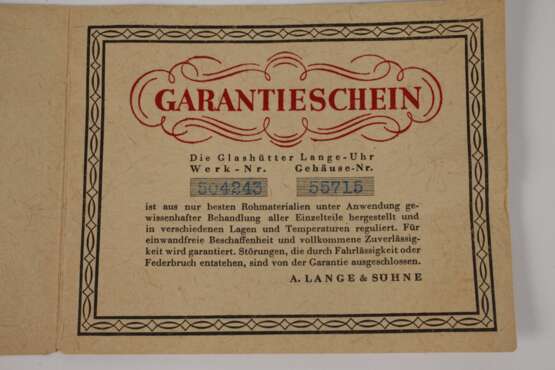 GARANTIESCHEIN
Die Glashütter Lange-Uhr
Werk-Nr. Gehäuse-Nr.
504243 55715
ist aus nur besten Rohmaterialien unter Anwendung ge-
wissenhafter Behandlung aller Einzelteile hergestellt und
in verschiedenen Lagen und Temperaturen reguliert. Für
einwandfreie Beschaffenheit und vollkommene Zuverlässig-
keit wird garantiert. Störungen, die durch Fahrlässigkeit oder
Federbruch entstehen, sind von der Garantie ausgeschlossen.
A. LANGE & SÖHNE